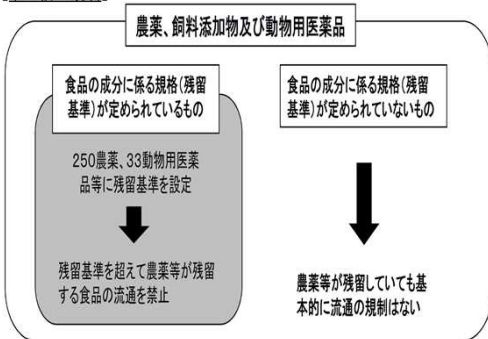 農薬、飼料添加物及び動物用医薬品
食品の成分に係る規格(残留
基準)が定められているもの
250農薬、33動物用医薬
品等に残留基準を設定
残留基準を超えて農薬等が残留
する食品の流通を禁止
食品の成分に係る規格(残留
基準)が定められていないもの
農薬等が残留していても基
本的に流通の規制はない